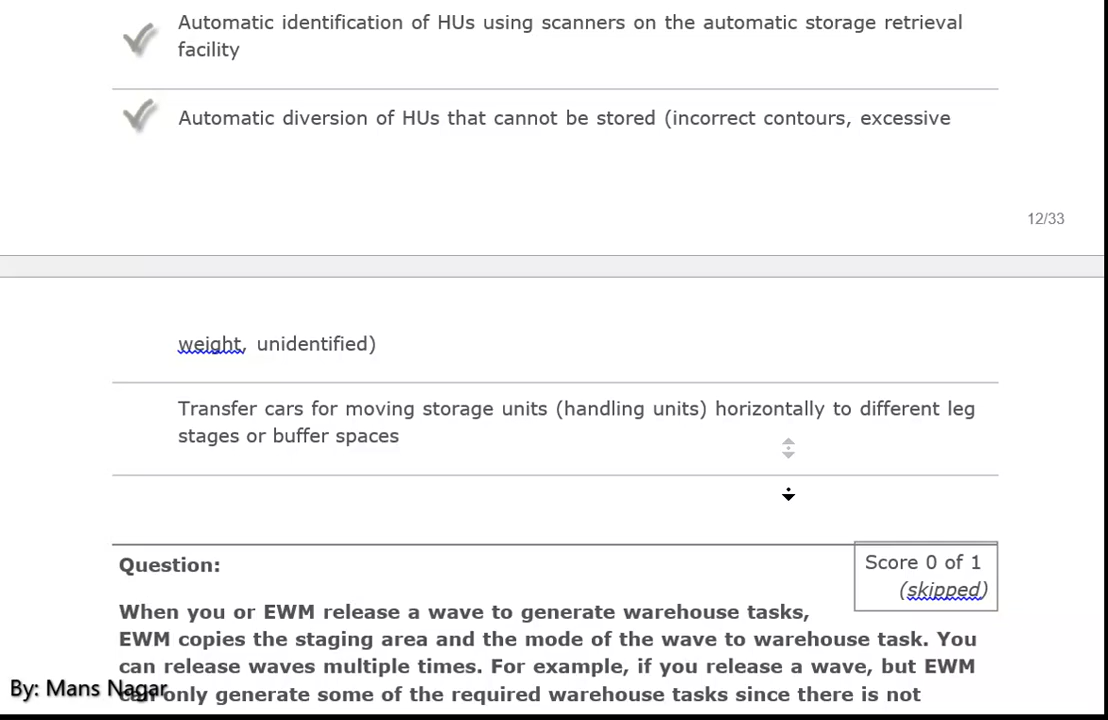 Automatic identification of HUs using scanners on the automatic storage retrieval
facility
Automatic diversion of HUs that cannot be stored (incorrect contours, excessive
12/33
weight, unidentified)
Transfer cars for moving storage units (handling units) horizontally to different leg
stages or buffer spaces
Question:
Score 0 of 1
(skipped)
When you or EWM release a wave to generate warehouse tasks,
EWM copies the staging area and the mode of the wave to warehouse task. You
can release waves multiple times. For example, if you release a wave, but EWM
can only generate some of the required warehouse tasks since there is not
By: Mans Nagar